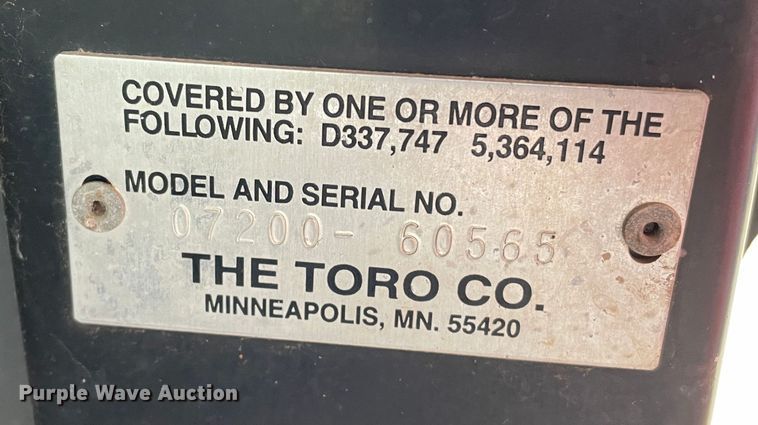 COVERED BY ONE OR MORE OF THE
FOLLOWING: D337,747 5,364,114
MODEL AND SERIAL NO.
07200- 60565
THE TORO CO.
MINNEAPOLIS, MN. 55420
Purple Wave Auction